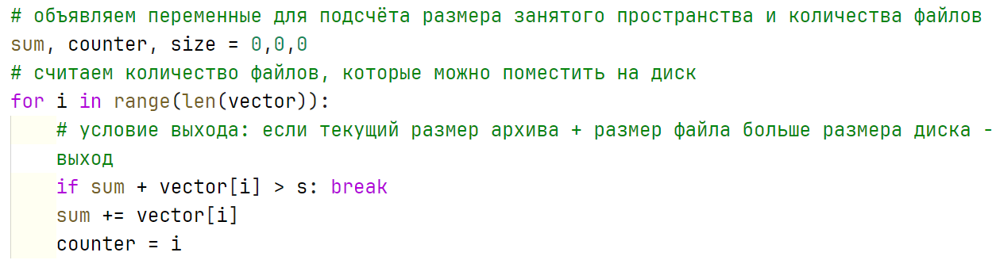 # объявляем переменные для подсчёта размера занятого пространства и количества файлов
sum, counter, size = 0,0,0
# считаем количество файлов, которые можно поместить на диск
for i in range(len(vector)):
# условие выхода: если текущий размер архива + размер файла больше размера диска -
выход
if sum + vector[i] > s: break
sum += vector[i]
counter = i